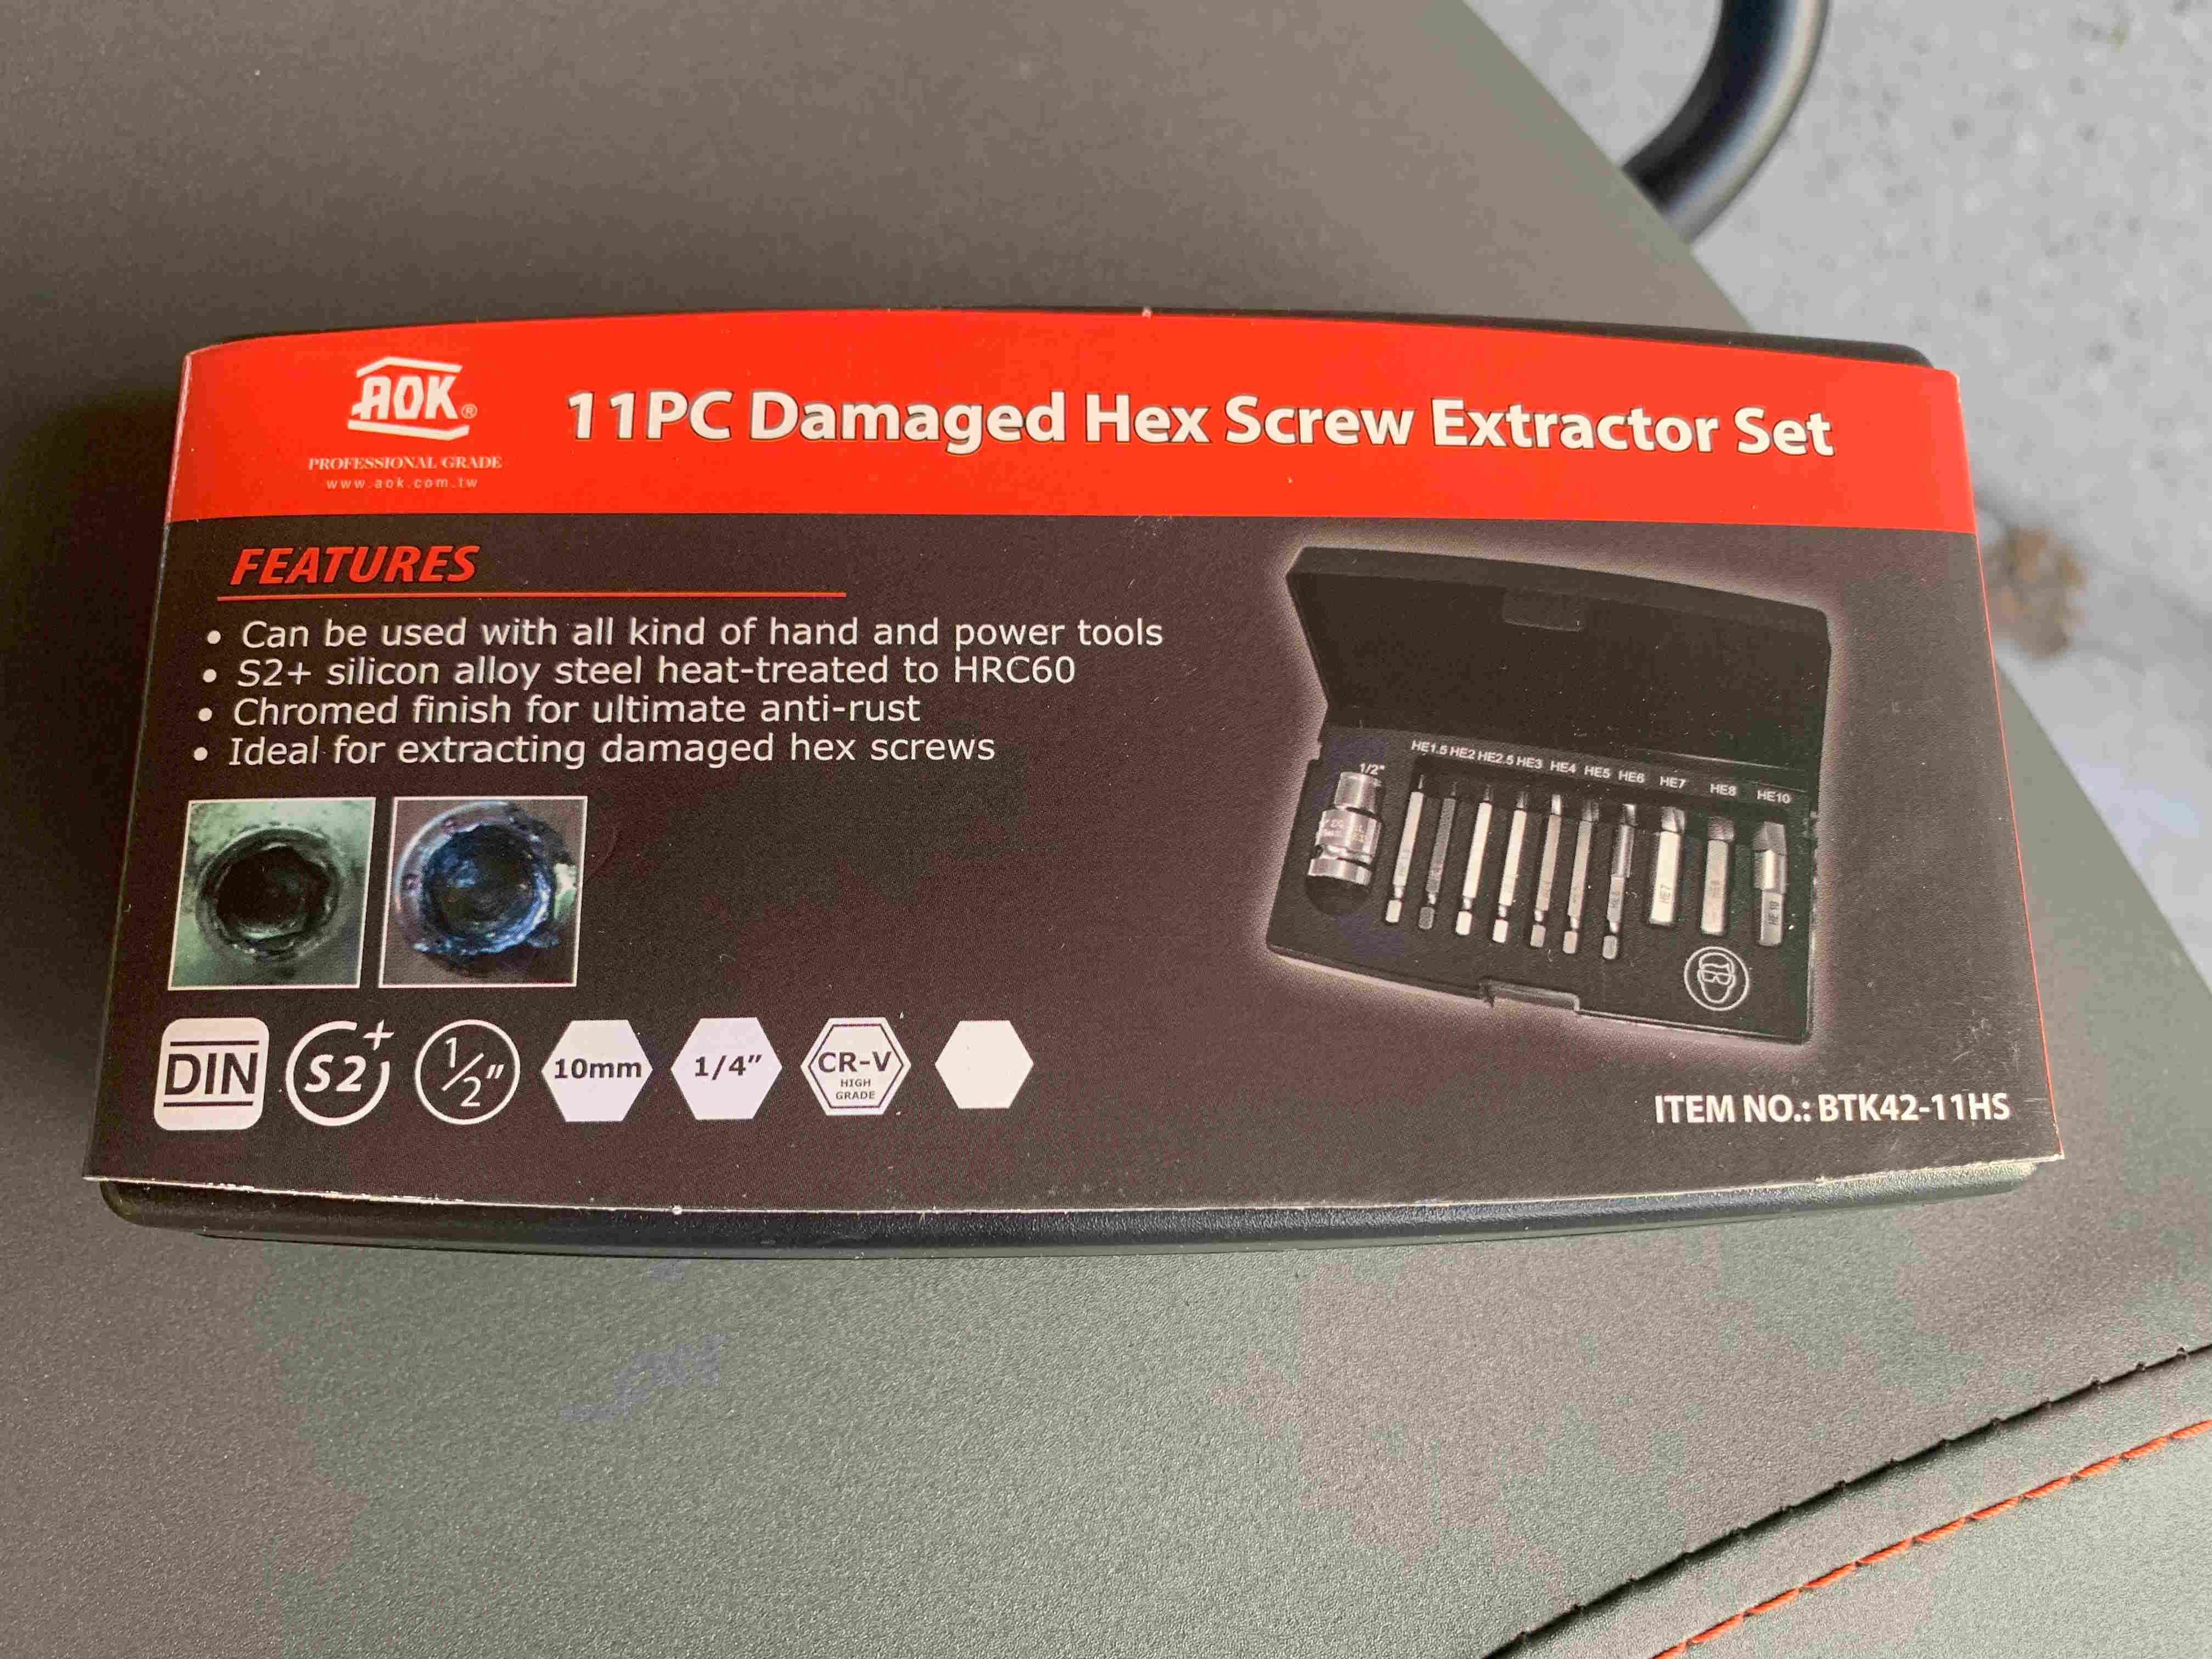 AOK®
PROFESSIONAL GRADE
www.aok.com.tw
11PC Damaged Hex Screw Extractor Set
FEATURES
• Can be used with all kind of hand and power tools
• S2+ silicon alloy steel heat-treated to HRC60
• Chromed finish for ultimate anti-rust
• Ideal for extracting damaged hex screws
1/2" HE1.5 HE2 HE2.5 HE3 HE4 HE5 HE6 HE7 HE8 HE10
HE7 HE8 HE10
DIN
S2+
1/2"
10mm
1/4"
CR-V
HIGH
GRADE
ITEM NO.: BTK42-11HS